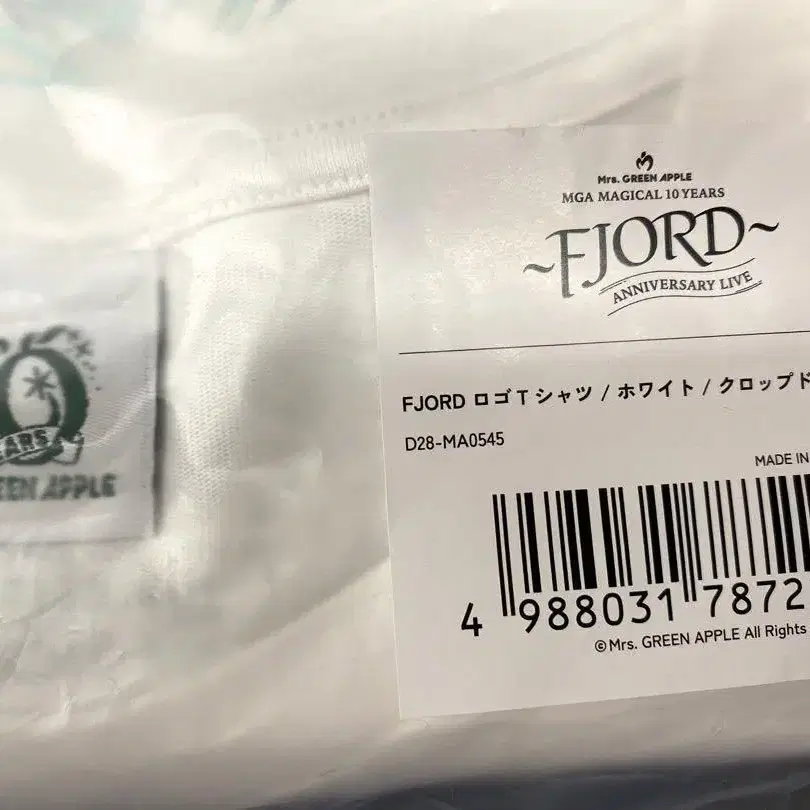 Mrs. GREEN APPLE
MGA MAGICAL 10 YEARS
~FJORD~
ANNIVERSARY LIVE
FJORD ロゴTシャツ / ホワイト / クロップド
D28-MA0545
MADE IN
4 988031 7872
©Mrs. GREEN APPLE All Rights
EARS
EEN APPLE